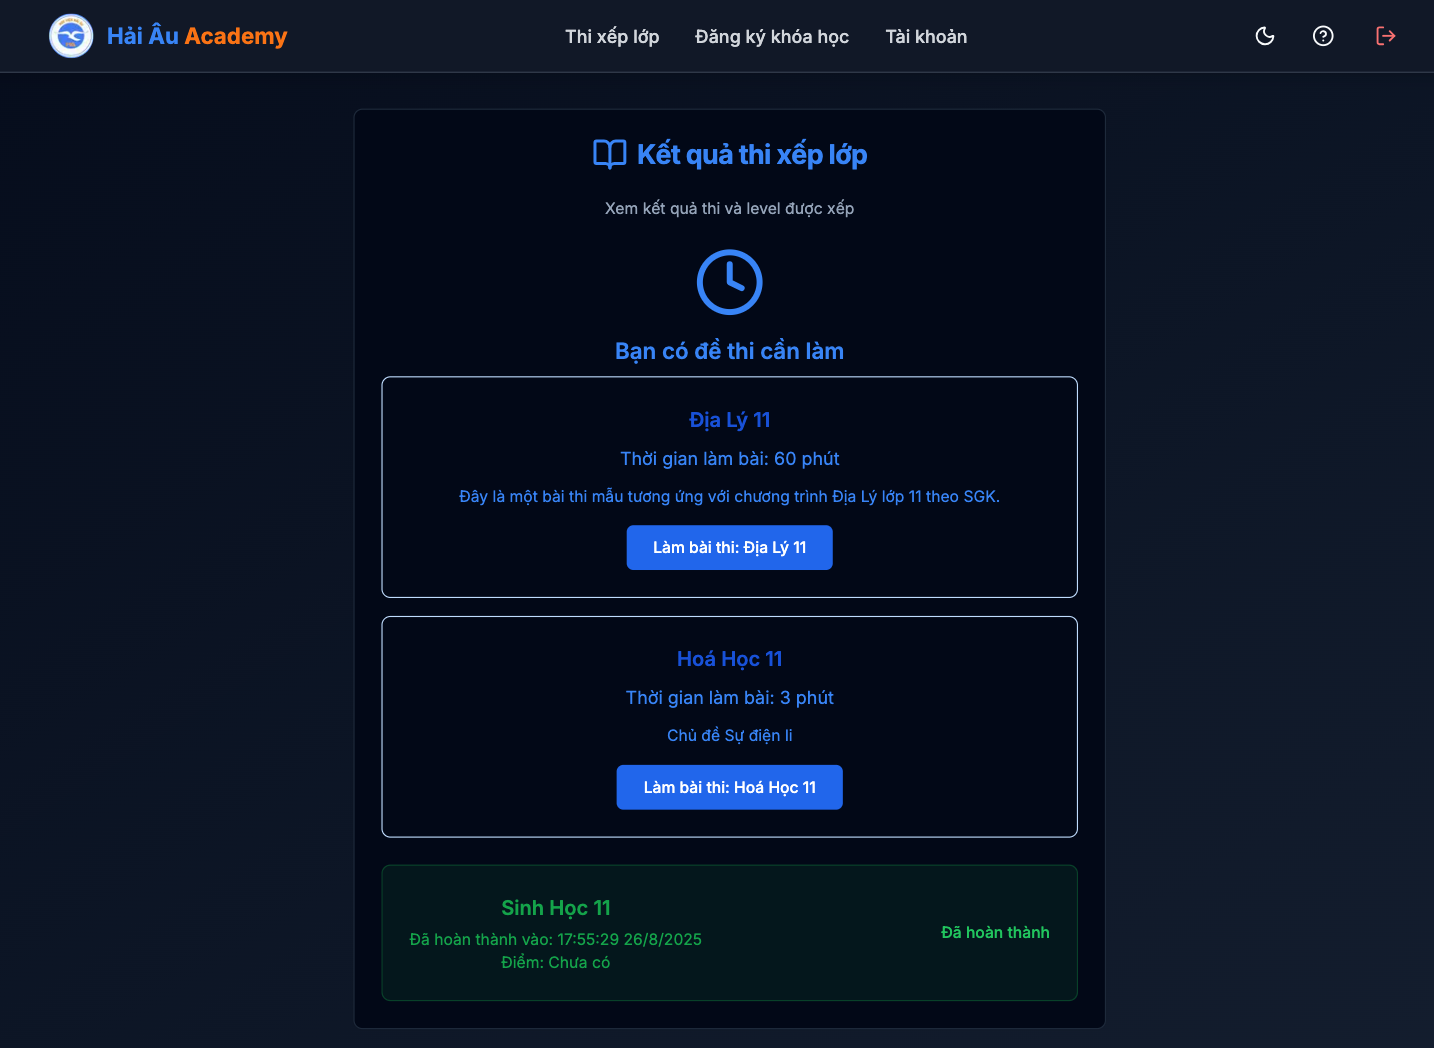 Hải Âu Academy
Thi xếp lớp
Đăng ký khóa học
Tài khoản
Kết quả thi xếp lớp
Xem kết quả thi và level được xếp
Bạn có đề thi cần làm
Địa Lý 11
Thời gian làm bài: 60 phút
Đây là một bài thi mẫu tương ứng với chương trình Địa Lý lớp 11 theo SGK.
Làm bài thi: Địa Lý 11
Hoá Học 11
Thời gian làm bài: 3 phút
Chủ đề Sự điện li
Làm bài thi: Hoá Học 11
Sinh Học 11
Đã hoàn thành vào: 17:55:29 26/8/2025
Điểm: Chưa có
Đã hoàn thành